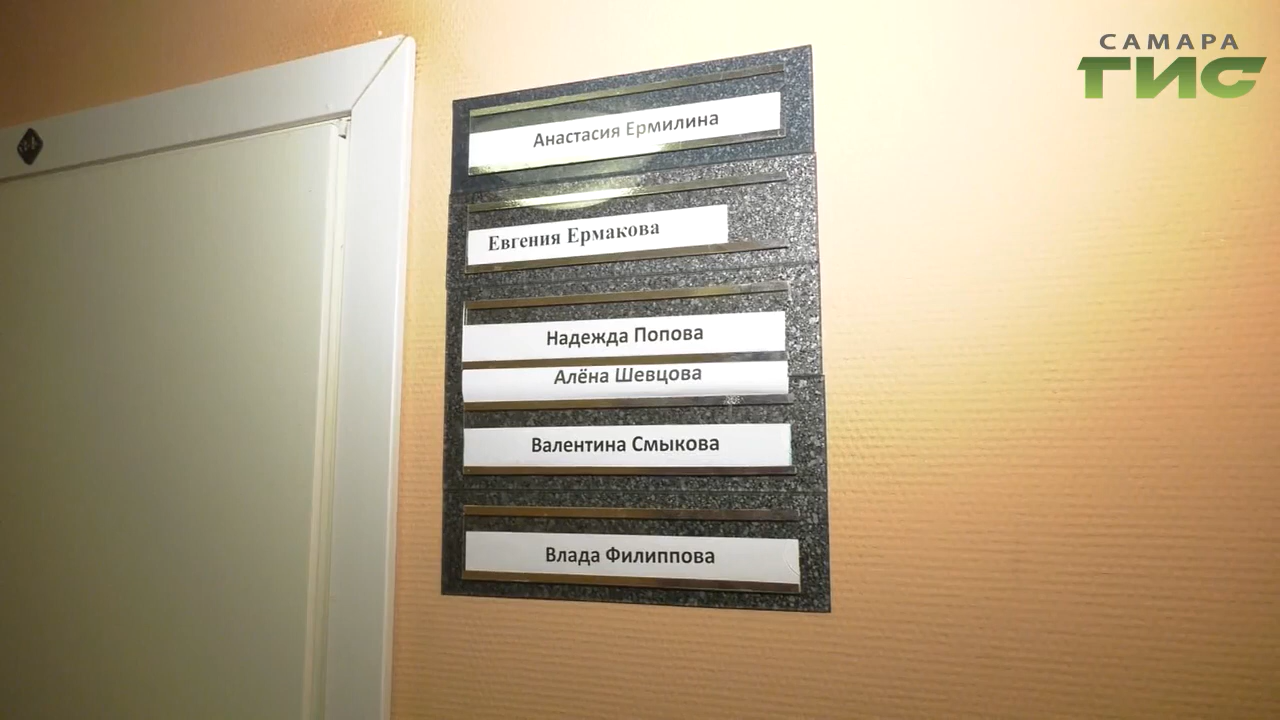 САМАРА
ГИС
Анастасия Ермилина
Евгения Ермакова
Надежда Попова
Алёна Шевцова
Валентина Смыкова
Влада Филиппова